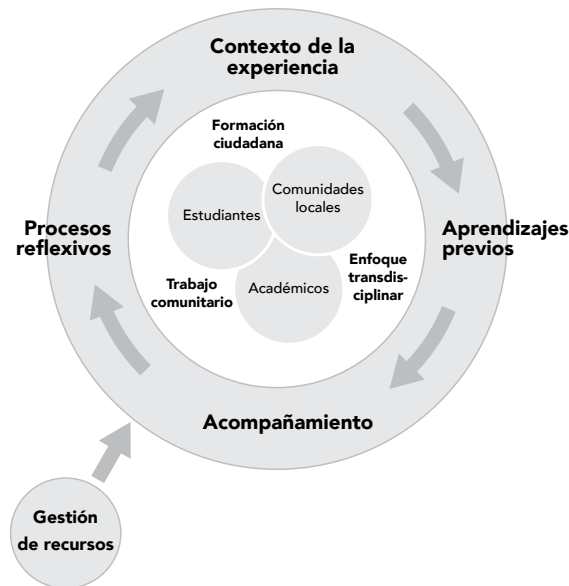 Contexto de la
experiencia
Formación
ciudadana
Comunidades
locales
Estudiantes
Procesos
reflexivos
Aprendizajes
previos
Enfoque
transdis-
ciplinar
Trabajo
comunitario
Académicos
Acompañamiento
Gestión
de recursos